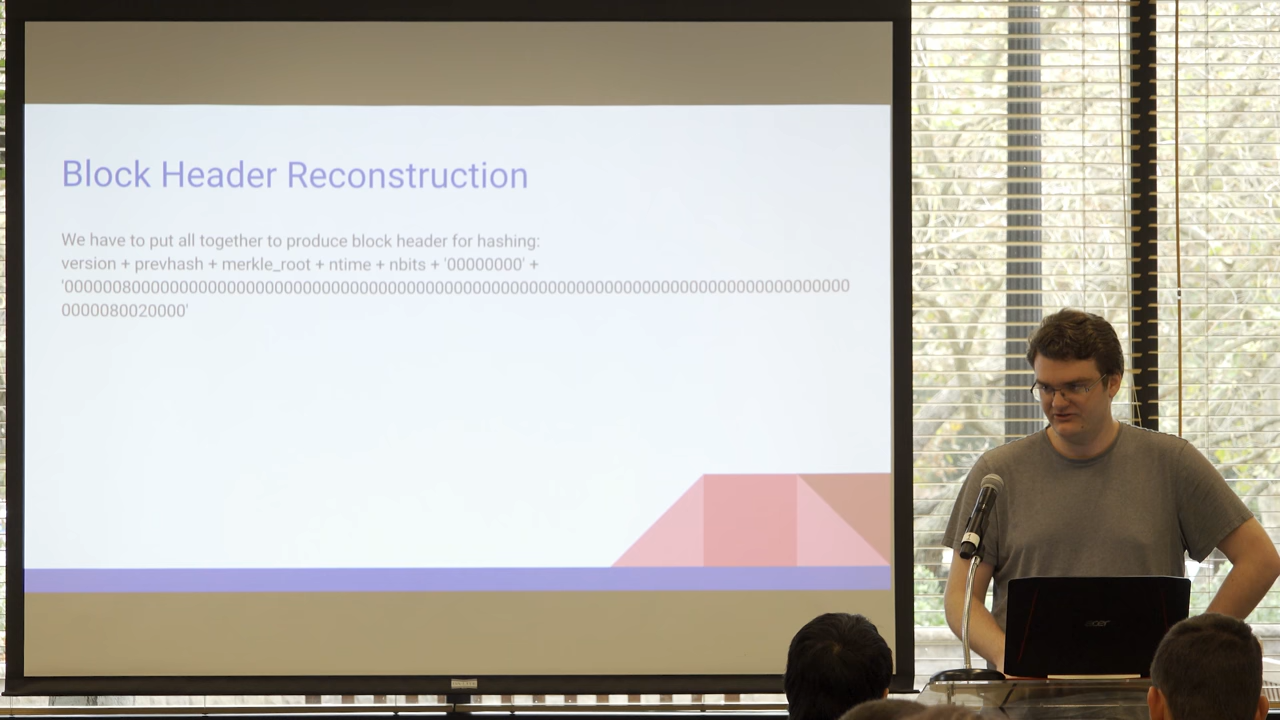 Block Header Reconstruction
We have to put all together to produce block header for hashing:
version + prevhash + merkle_root + ntime + nbits + '00000000' +
'000000800000000000000000000000000000000000000000000000000000000000000000000000000000
0000080020000'
acer